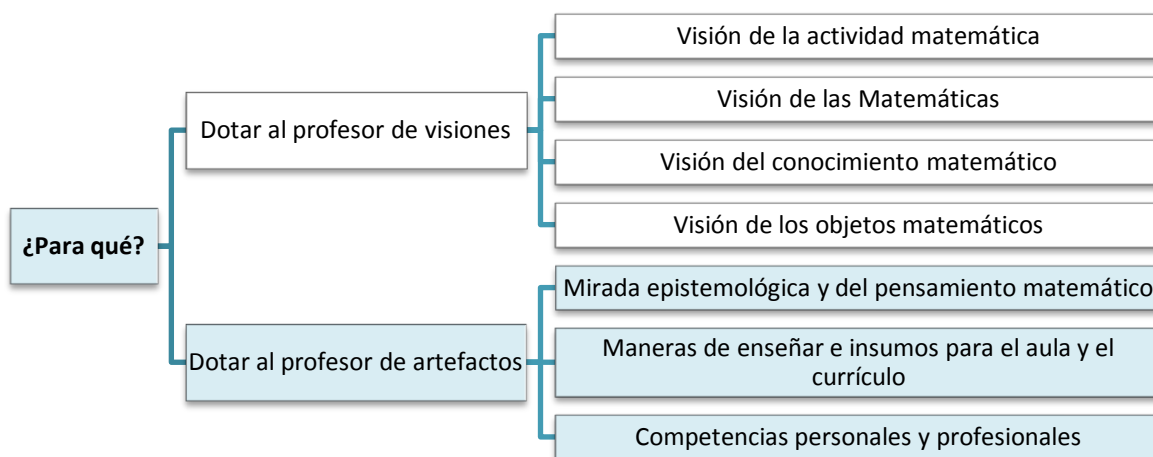 ¿Para qué?
Dotar al profesor de visiones
Visión de la actividad matemática
Visión de las Matemáticas
Visión del conocimiento matemático
Visión de los objetos matemáticos
Dotar al profesor de artefactos
Mirada epistemológica y del pensamiento matemático
Maneras de enseñar e insumos para el aula y el
currículo
Competencias personales y profesionales